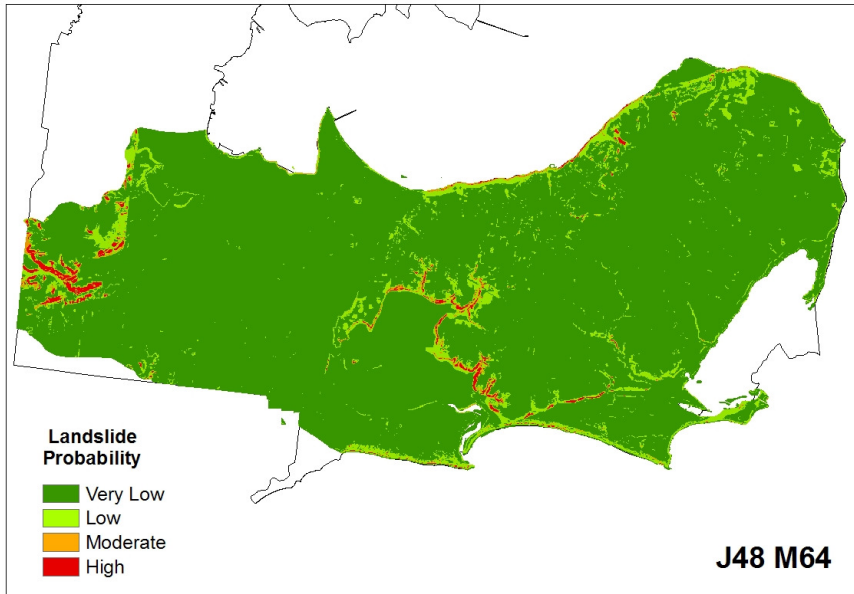 Landslide
Probability
Very Low
Low
Moderate
High
J48 M64